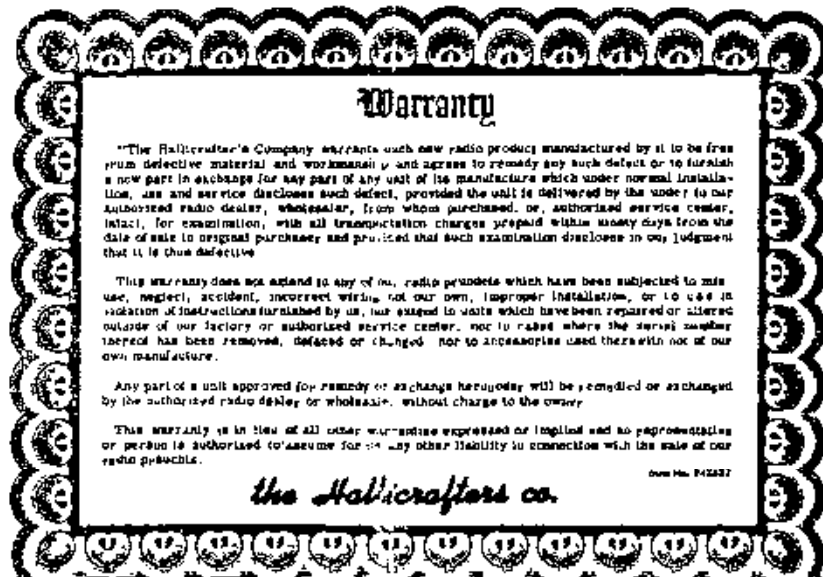 Warranty
"The Hallicrafter's Company warrants each new radio product manufactured by it to be free
from defective material and workmanship and agrees to remedy any such defect or to furnish
a new part in exchange for any part of any unit of its manufacture which under normal installa-
tion, use and service discloses such defect, provided the unit is delivered by the owner to our
authorized radio dealer, wholesaler, from whom purchased, or, authorized service center,
intact, for examination, with all transportation charges prepaid within ninety days from the
date of sale to original purchaser and provided that such examination discloses in our judgment
that it is thus defective
This warranty does not extend to any of our radio products which have been subjected to mis-
use, neglect, accident, incorrect wiring not our own, improper installation, or to use in
violation of instructions furnished by us, nor extend to units which have been repaired or altered
outside of our factory or authorized service center, nor to cases where the serial number
thereof has been removed, defaced or changed nor to accessories used therewith not of our
own manufacture.
Any part of a unit approved for remedy or exchange hereunder will be remedied or exchanged
by the authorized radio dealer or wholesaler without charge to the owner
This warranty is in lieu of all other warranties expressed or implied and no representative
or person is authorized to assume for us any other liability in connection with the sale of our
radio products.
Form No.
the Hallicrafters co.